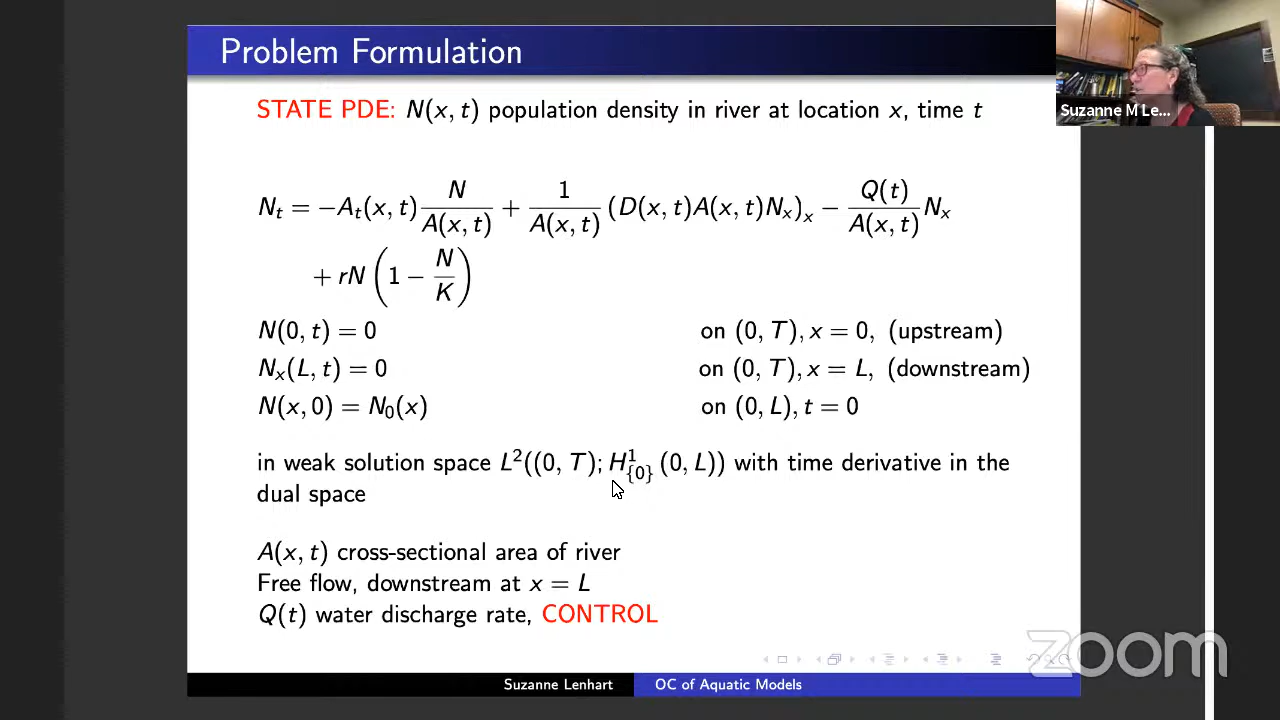 Problem Formulation
STATE PDE: N(x, t) population density in river at location x, time t
Suzanne M Le...
N_t = −A_t(x, t) N/A(x, t) + 1/A(x, t) (D(x, t)A(x, t)N_x)_x − Q(t)/A(x, t) N_x
+ rN (1 − N/K)
N(0, t) = 0 on (0, T), x = 0, (upstream)
N_x(L, t) = 0 on (0, T), x = L, (downstream)
N(x, 0) = N_0(x) on (0, L), t = 0
in weak solution space L^2((0, T); H^1_{0} (0, L)) with time derivative in the
dual space
A(x, t) cross-sectional area of river
Free flow, downstream at x = L
Q(t) water discharge rate, CONTROL
zoom
Suzanne Lenhart OC of Aquatic Models